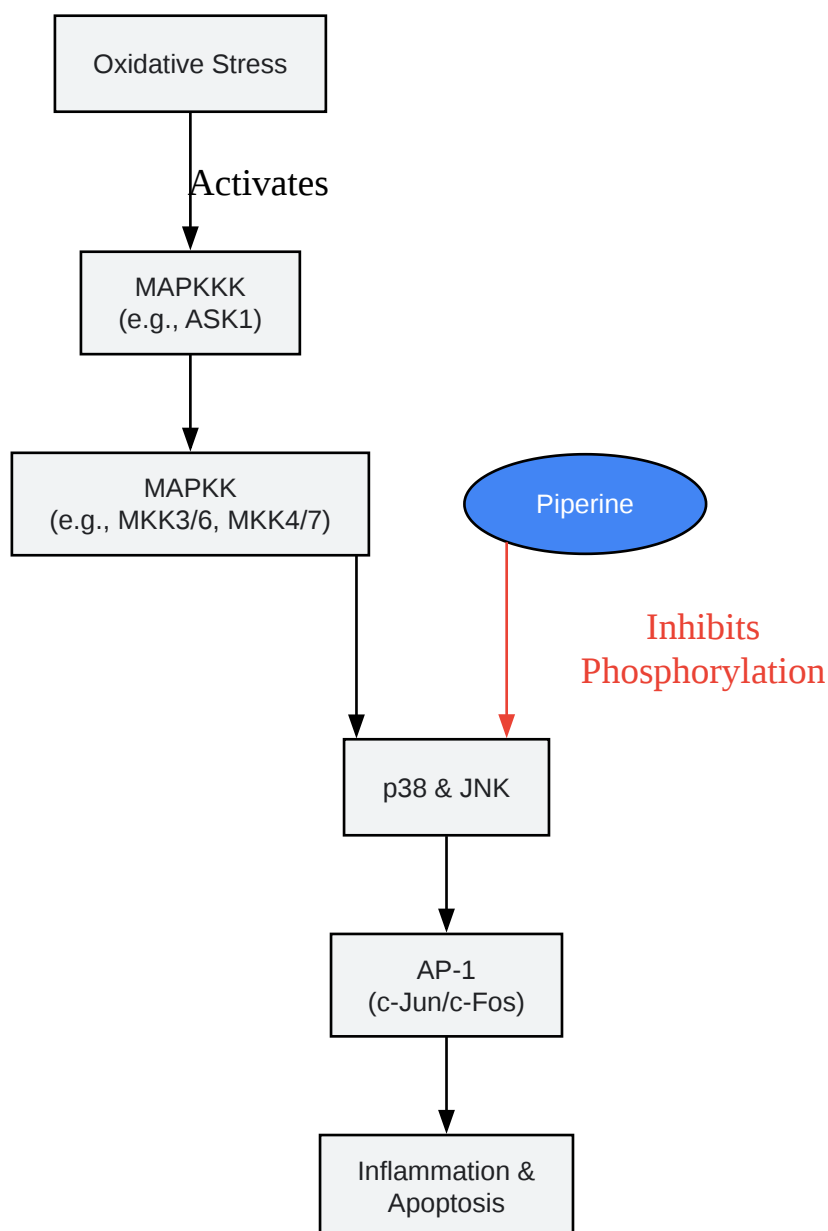 Oxidative Stress
Activates
MAPKKK
(e.g., ASK1)
MAPKK
(e.g., MKK3/6, MKK4/7)
Piperine
Inhibits
Phosphorylation
p38 & JNK
AP-1
(c-Jun/c-Fos)
Inflammation &
Apoptosis